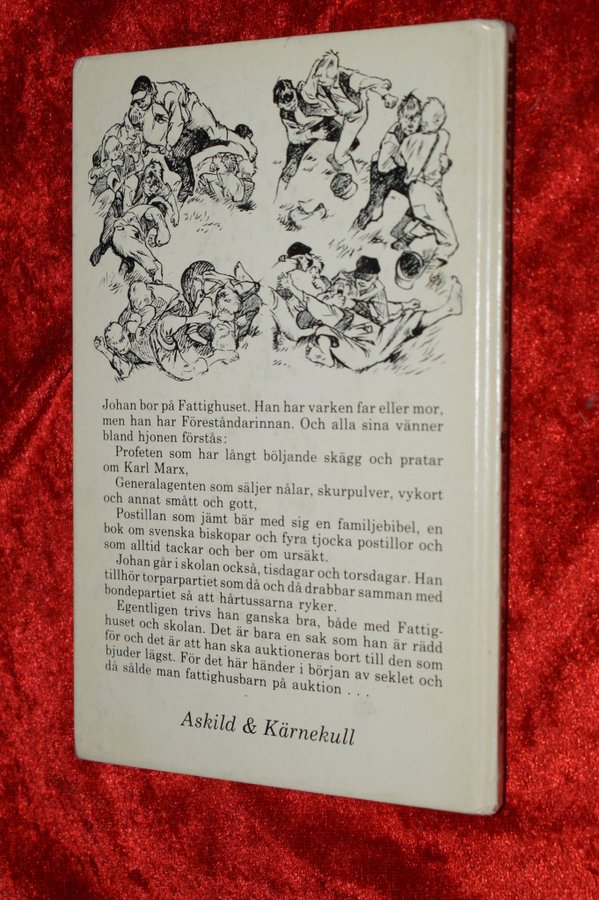 Johan bor på Fattighuset. Han har varken far eller mor,
men han har Föreståndarinnan. Och alla sina vänner
bland hjonen förstås:
Profeten som har långt böljande skägg och pratar
om Karl Marx,
Generalagenten som säljer nålar, skurpulver, vykort
och annat smått och gott,
Postillan som jämt bär med sig en familjebibel, en
bok om svenska biskopar och fyra tjocka postillor och
som alltid tackar och ber om ursäkt.
Johan går i skolan också, tisdagar och torsdagar. Han
tillhör torparpartiet som då och då drabbar samman med
bondepartiet så att hårtussarna ryker.
Egentligen trivs han ganska bra, både med Fattig-
huset och skolan. Det är bara en sak som han är rädd
för och det är att han ska auktioneras bort till den som
bjuder lägst. För det här händer i början av seklet och
då sålde man fattighusbarn på auktion . . .
Askild & Kärnekull